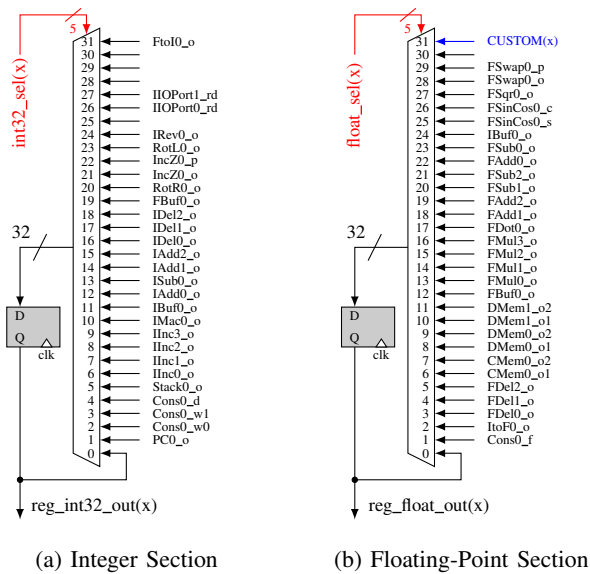 int32_sel(x)
5
31 FtoI0_o
30
29
28
27 IIOPort1_rd
26 IIOPort0_rd
25
24 IRev0_o
23 RotL0_o
22 IncZ0_p
21 IncZ0_o
20 RotR0_o
19 FBuf0_o
18 IDel2_o
17 IDel1_o
16 IDel0_o
15 IAdd2_o
14 IAdd1_o
13 ISub0_o
12 IAdd0_o
11 IBuf0_o
10 IMac0_o
9 IInc3_o
8 IInc2_o
7 IInc1_o
6 IInc0_o
5 Stack0_o
4 Cons0_d
3 Cons0_w1
2 Cons0_w0
1 PC0_o
0
32
D
Q
clk
reg_int32_out(x)
(a) Integer Section
float_sel(x)
5
31 CUSTOM(x)
30
29 FSwap0_p
28 FSwap0_o
27 FSqr0_o
26 FSinCos0_c
25 FSinCos0_s
24 IBuf0_o
23 FSub0_o
22 FAdd0_o
21 FSub2_o
20 FSub1_o
19 FAdd2_o
18 FAdd1_o
17 FDot0_o
16 FMul3_o
15 FMul2_o
14 FMul1_o
13 FMul0_o
12 FBuf0_o
11 DMem1_o2
10 DMem1_o1
9 DMem0_o2
8 DMem0_o1
7 CMem0_o2
6 CMem0_o1
5 FDel2_o
4 FDel1_o
3 FDel0_o
2 ItoF0_o
1 Cons0_f
0
32
D
Q
clk
reg_float_out(x)
(b) Floating-Point Section